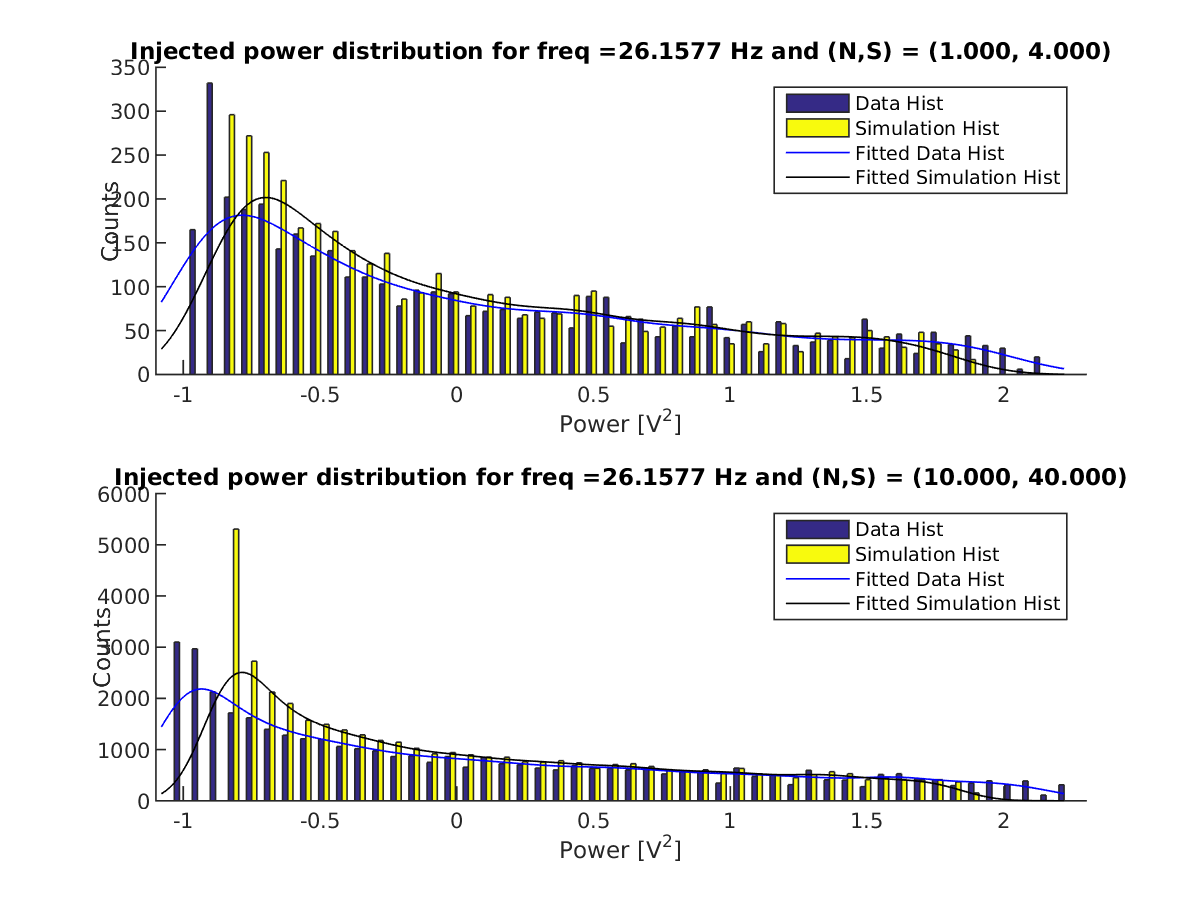 Injected power distribution for freq =26.1577 Hz and (N,S) = (1.000, 4.000)
350
300
250
200
150
100
50
0
Counts
Data Hist
Simulation Hist
Fitted Data Hist
Fitted Simulation Hist
-1 -0.5 0 0.5 1 1.5 2
Power [V2]
Injected power distribution for freq =26.1577 Hz and (N,S) = (10.000, 40.000)
6000
5000
4000
3000
2000
1000
0
Counts
Data Hist
Simulation Hist
Fitted Data Hist
Fitted Simulation Hist
-1 -0.5 0 0.5 1 1.5 2
Power [V2]